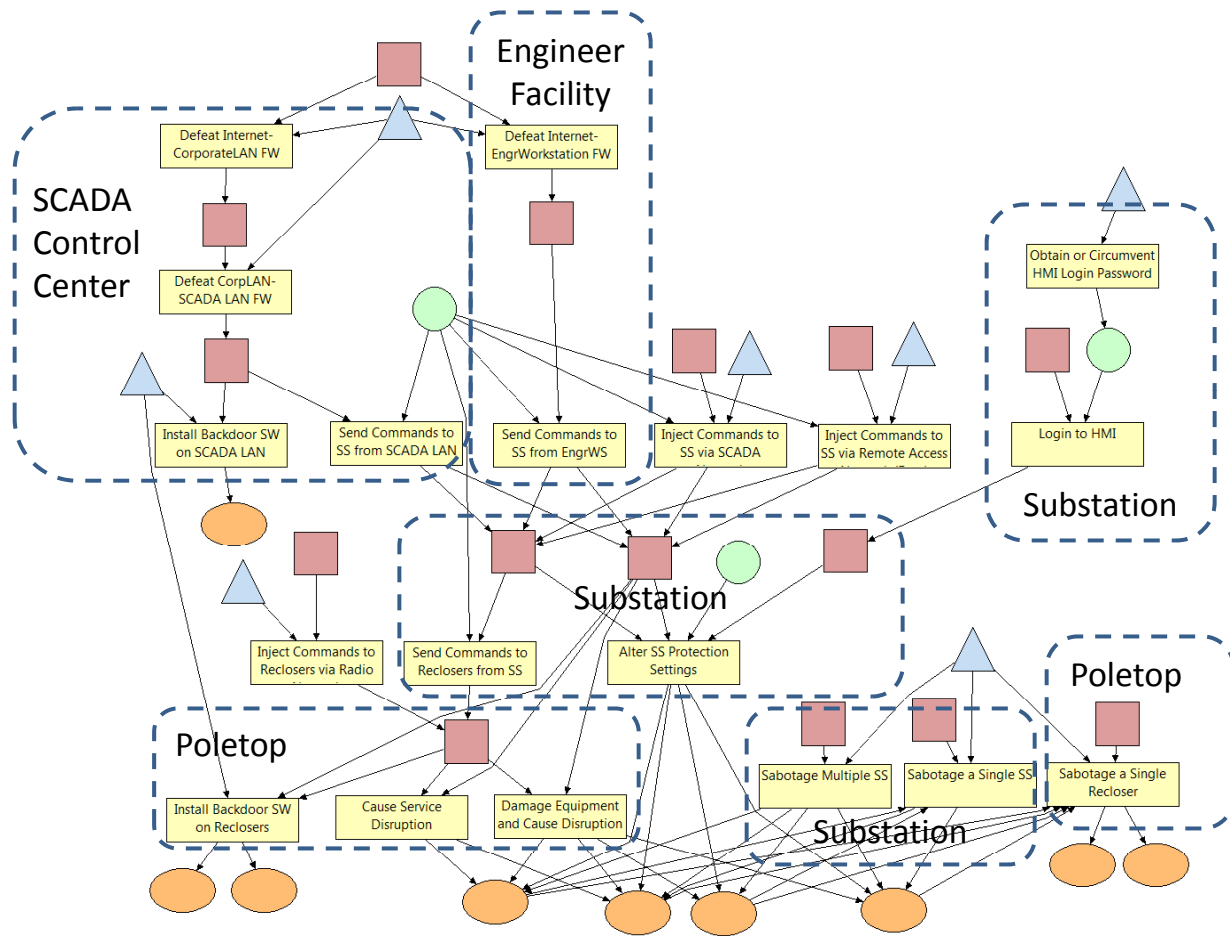 Engineer
Facility
Defeat Internet-
CorporateLAN FW
Defeat Internet-
EngrWorkstation FW
SCADA
Control
Center
Obtain or Circumvent
HMI Login Password
Defeat CorpLAN-
SCADA LAN FW
Install Backdoor SW
on SCADA LAN
Send Commands to
SS from SCADA LAN
Send Commands to
SS from EngrWS
Inject Commands to
SS via SCADA
Inject Commands to
SS via Remote Access
Login to HMI
Substation
Substation
Inject Commands to
Reclosers via Radio
Send Commands to
Reclosers from SS
Alter SS Protection
Settings
Poletop
Poletop
Sabotage Multiple SS
Sabotage a Single SS
Sabotage a Single
Recloser
Install Backdoor SW
on Reclosers
Cause Service
Disruption
Damage Equipment
and Cause Disruption
Substation